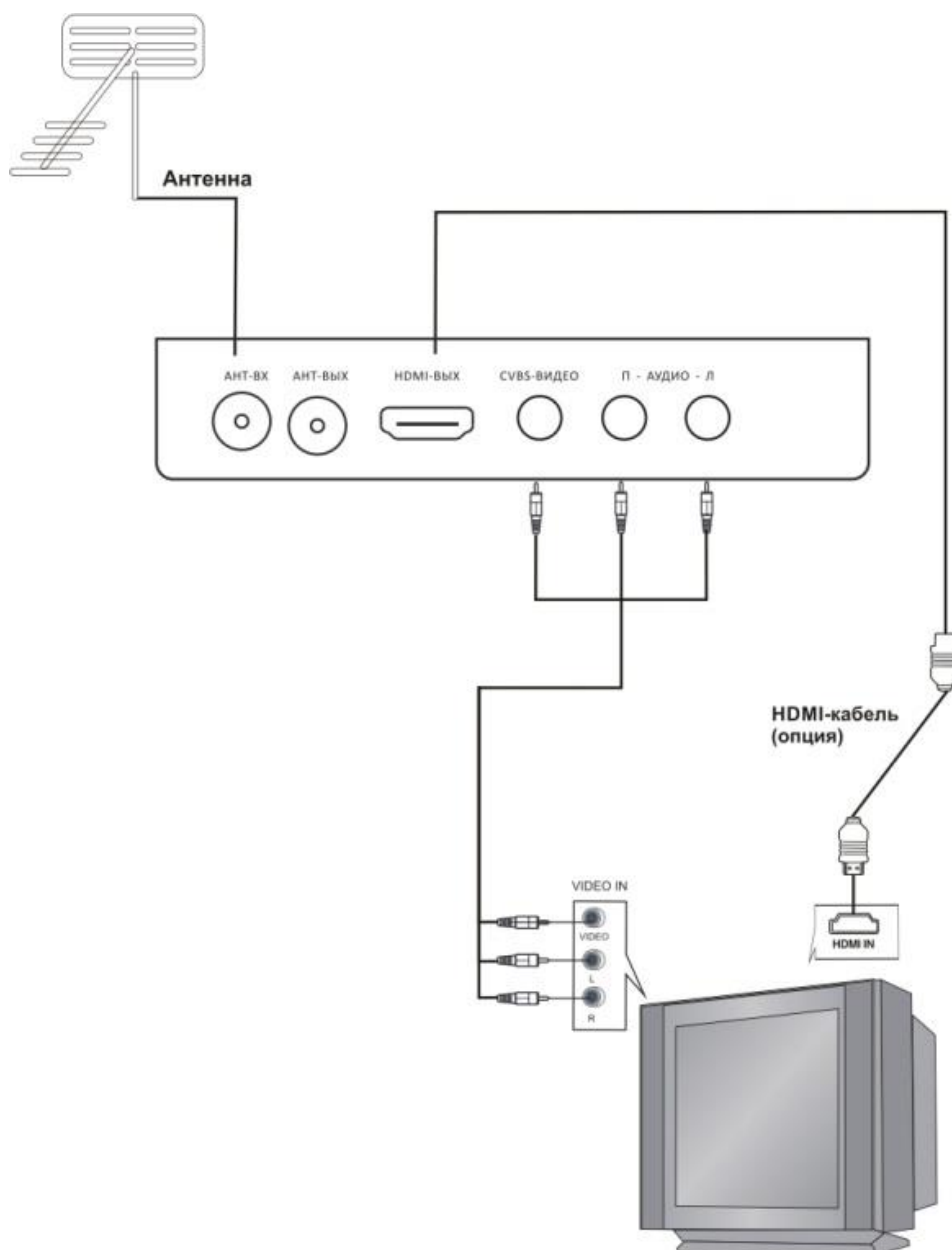 Антенна
АНТ-ВХ АНТ-ВЫХ HDMI-ВЫХ CVBS-ВИДЕО П - АУДИО - Л
HDMI-кабель
(опция)
VIDEO IN
VIDEO
L
R
HDMI IN